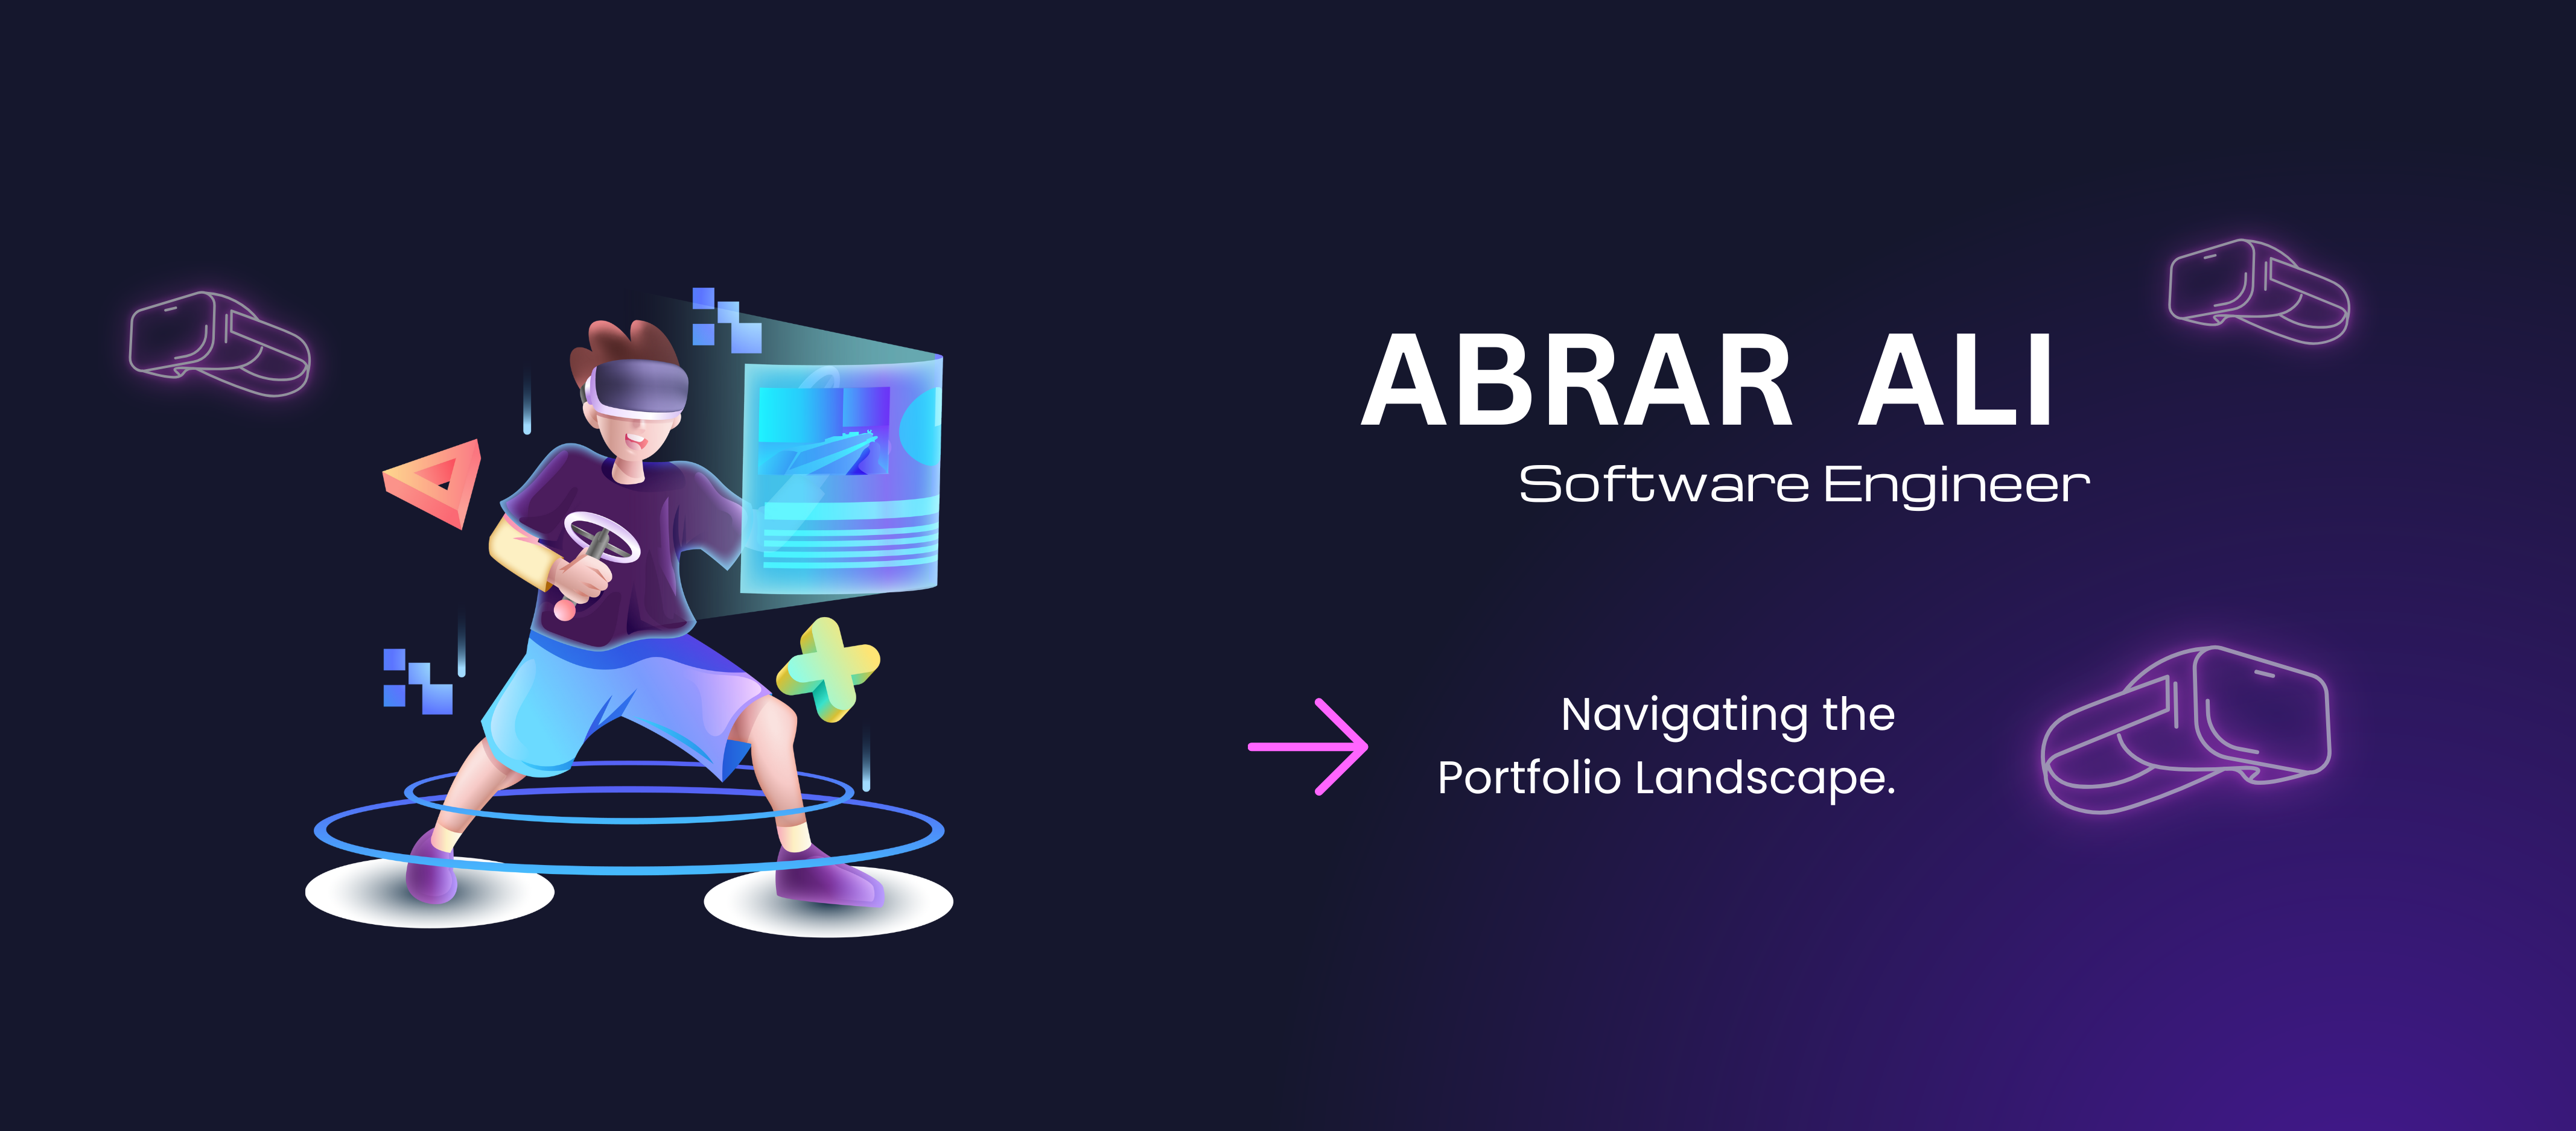 ABRAR ALI
Software Engineer
Navigating the
Portfolio Landscape.